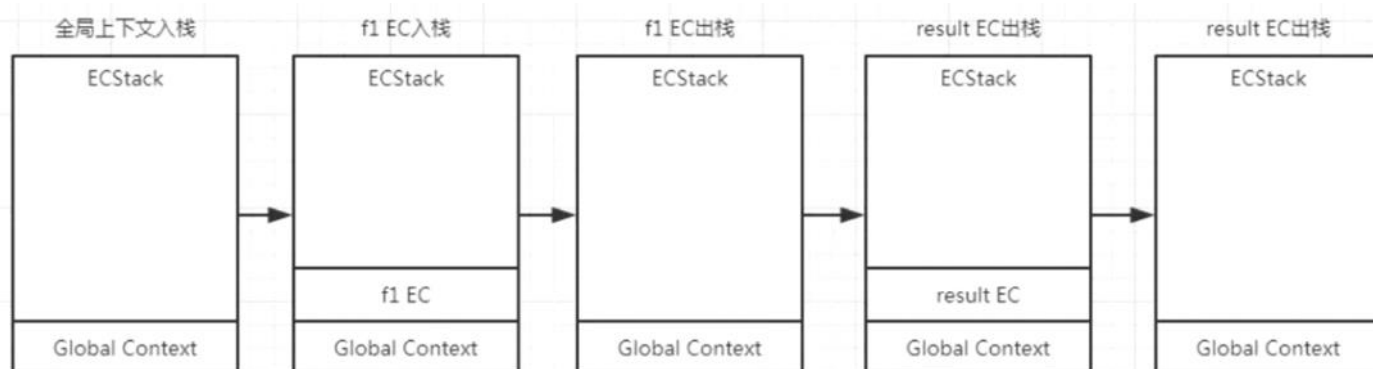 全局上下文入栈
f1 EC入栈
f1 EC出栈
result EC出栈
result EC出栈
ECStack
ECStack
ECStack
ECStack
ECStack
f1 EC
result EC
Global Context
Global Context
Global Context
Global Context
Global Context